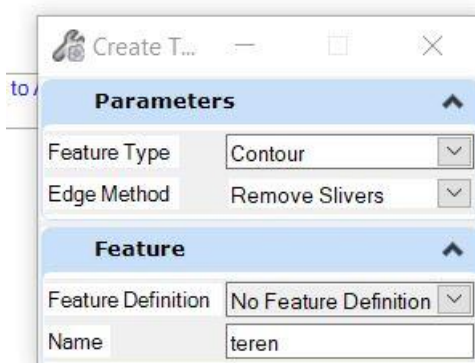 Create T...
to
Parameters
Feature Type Contour
Edge Method Remove Slivers
Feature
Feature Definition No Feature Definition
Name teren